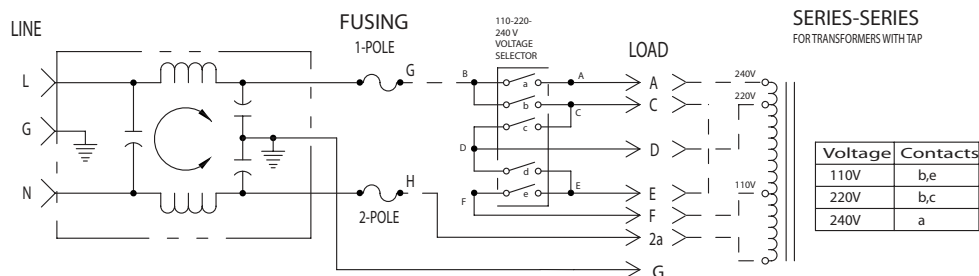 LINE
FUSING
1-POLE
110-220-
240 V
VOLTAGE
SELECTOR
LOAD
SERIES-SERIES
FOR TRANSFORMERS WITH TAP
L
G
B
a
A
A
240V
b
C
C
220V
G
c
D
D
d
N
H
E
E
110V
F
e
F
2-POLE
2a
G
Voltage Contacts
110V b,e
220V b,c
240V a